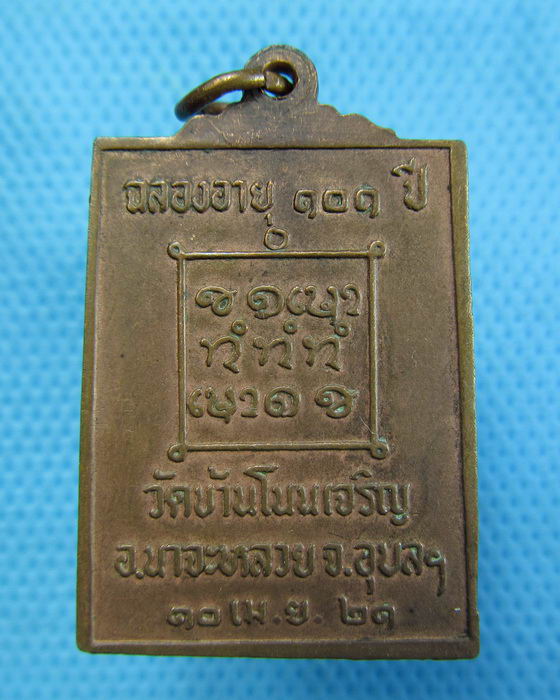 ฉลองอายุ ๑๐๑ ปี
วัดบ้านโนนเจริญ
อ.นาจะหลวย จ.อุบลฯ
๑๐ เม.ย. ๒๑